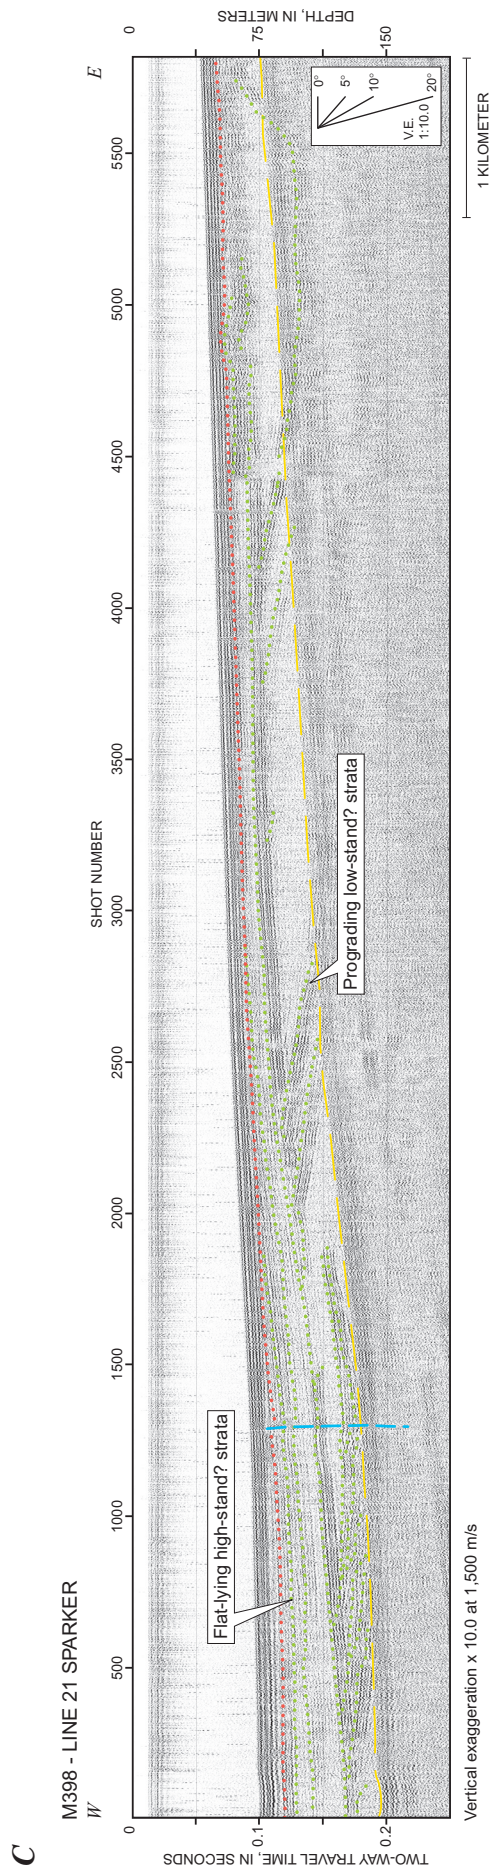 C
M398 - LINE 21 SPARKER
W
E
SHOT NUMBER
500
1000
1500
2000
2500
3000
3500
4000
4500
5000
5500
TWO-WAY TRAVEL TIME, IN SECONDS
0
0.1
0.2
DEPTH, IN METERS
0
75
150
Flat-lying high-stand? strata
Prograding low-stand? strata
0°
5°
10°
20°
V.E.
1:10.0
Vertical exaggeration x 10.0 at 1,500 m/s
1 KILOMETER